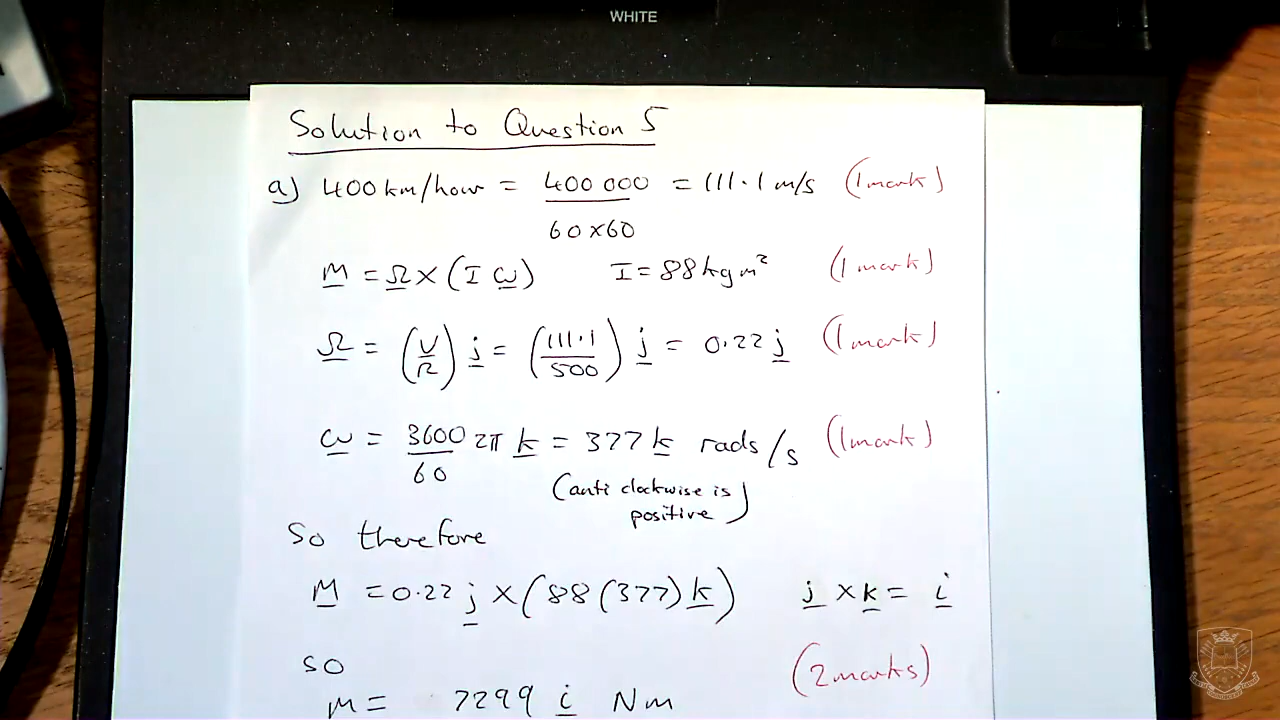 WHITE
Solution to Question 5
a) 400 km/hour = 400 000 / 60 x 60 = 111.1 m/s (1 mark)
M = Ω × (I ω) I = 88 kg m² (1 mark)
Ω = (V/R) j = (111.1/500) j = 0.22 j (1 mark)
ω = 3600/60 2π k = 377 k rads/s (1 mark)
(anti clockwise is positive)
So therefore
M = 0.22 j × (88 (377) k) j × k = i
so (2 marks)
M = 7299 i Nm